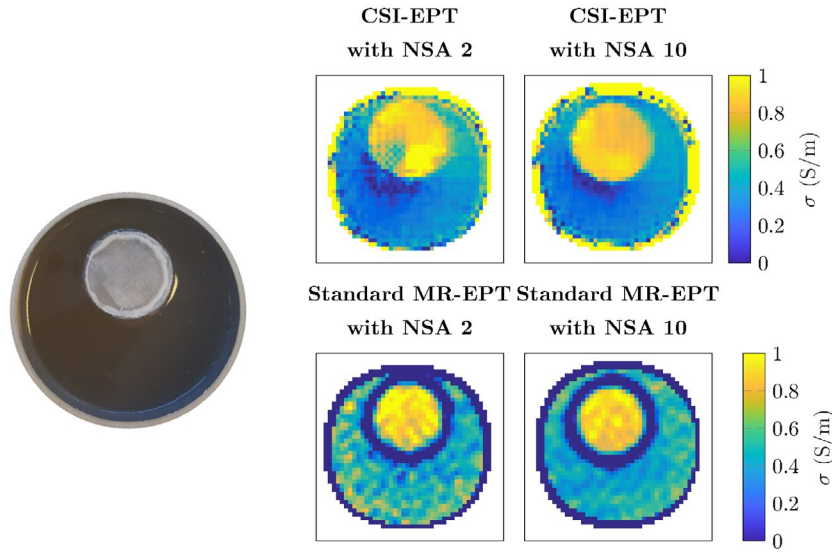 CSI-EPT
with NSA 2
CSI-EPT
with NSA 10
1
0.8
0.6
0.4
0.2
0
σ (S/m)
Standard MR-EPT
with NSA 2
Standard MR-EPT
with NSA 10
1
0.8
0.6
0.4
0.2
0
σ (S/m)